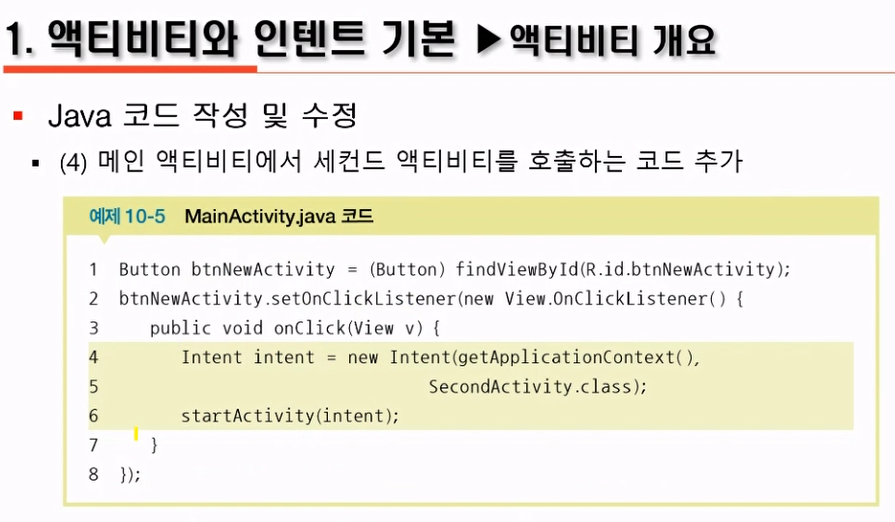 1. 액티비티와 인텐트 기본 ▶액티비티 개요
▪ Java 코드 작성 및 수정
▪ (4) 메인 액티비티에서 세컨드 액티비티를 호출하는 코드 추가
예제 10-5 MainActivity.java 코드
1 Button btnNewActivity = (Button) findViewById(R.id.btnNewActivity);
2 btnNewActivity.setOnClickListener(new View.OnClickListener() {
3 public void onClick(View v) {
4 Intent intent = new Intent(getApplicationContext(),
5 SecondActivity.class);
6 startActivity(intent);
7 }
8 });